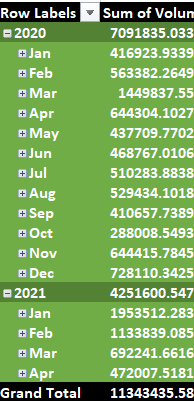 Row Labels Sum of Volum
2020 7091835.033
Jan 416923.9339
Feb 563382.2649
Mar 1449837.55
Apr 644304.1027
May 437709.7702
Jun 468767.0106
Jul 510283.8838
Aug 529434.1018
Sep 410657.7389
Oct 288008.5493
Nov 644415.7845
Dec 728110.3425
2021 4251600.547
Jan 1953512.283
Feb 1133839.085
Mar 692241.6616
Apr 472007.5181
Grand Total 11343435.58